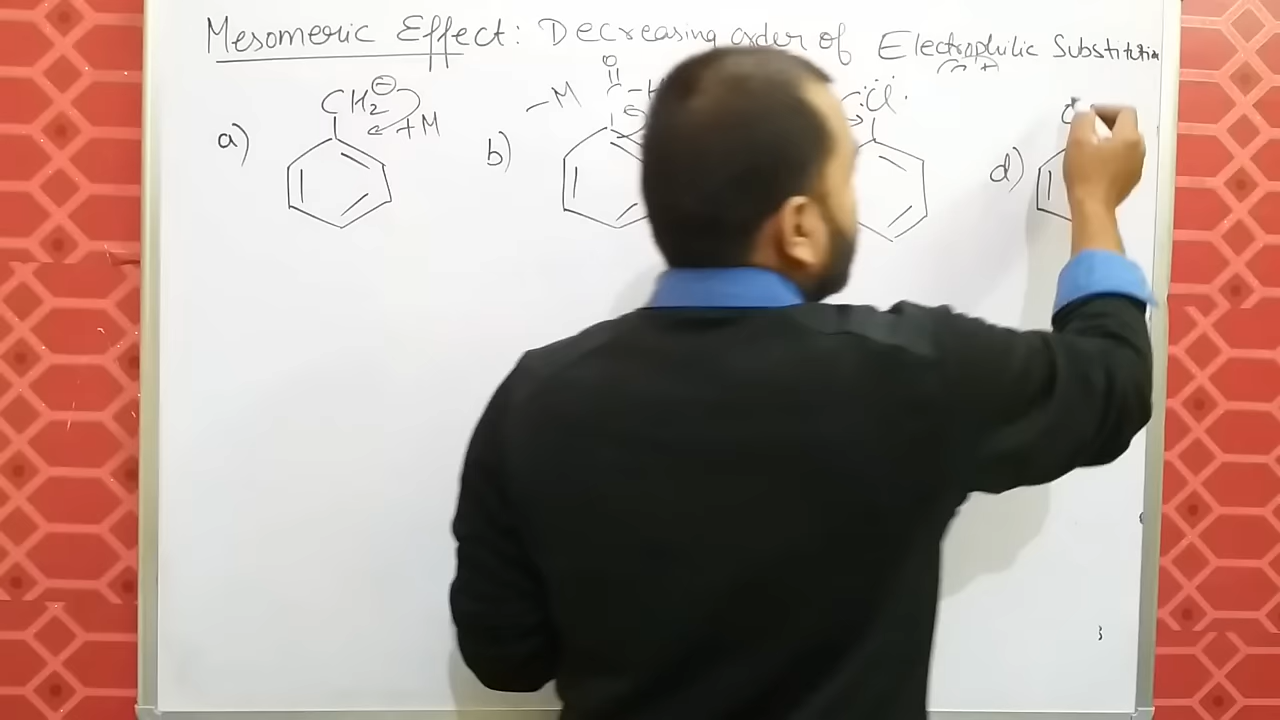 Mesomeric Effect : Decreasing order of Electrophilic Substitution
a) CH2⊖ +M
b) -M O C-H
:Cl:
d)